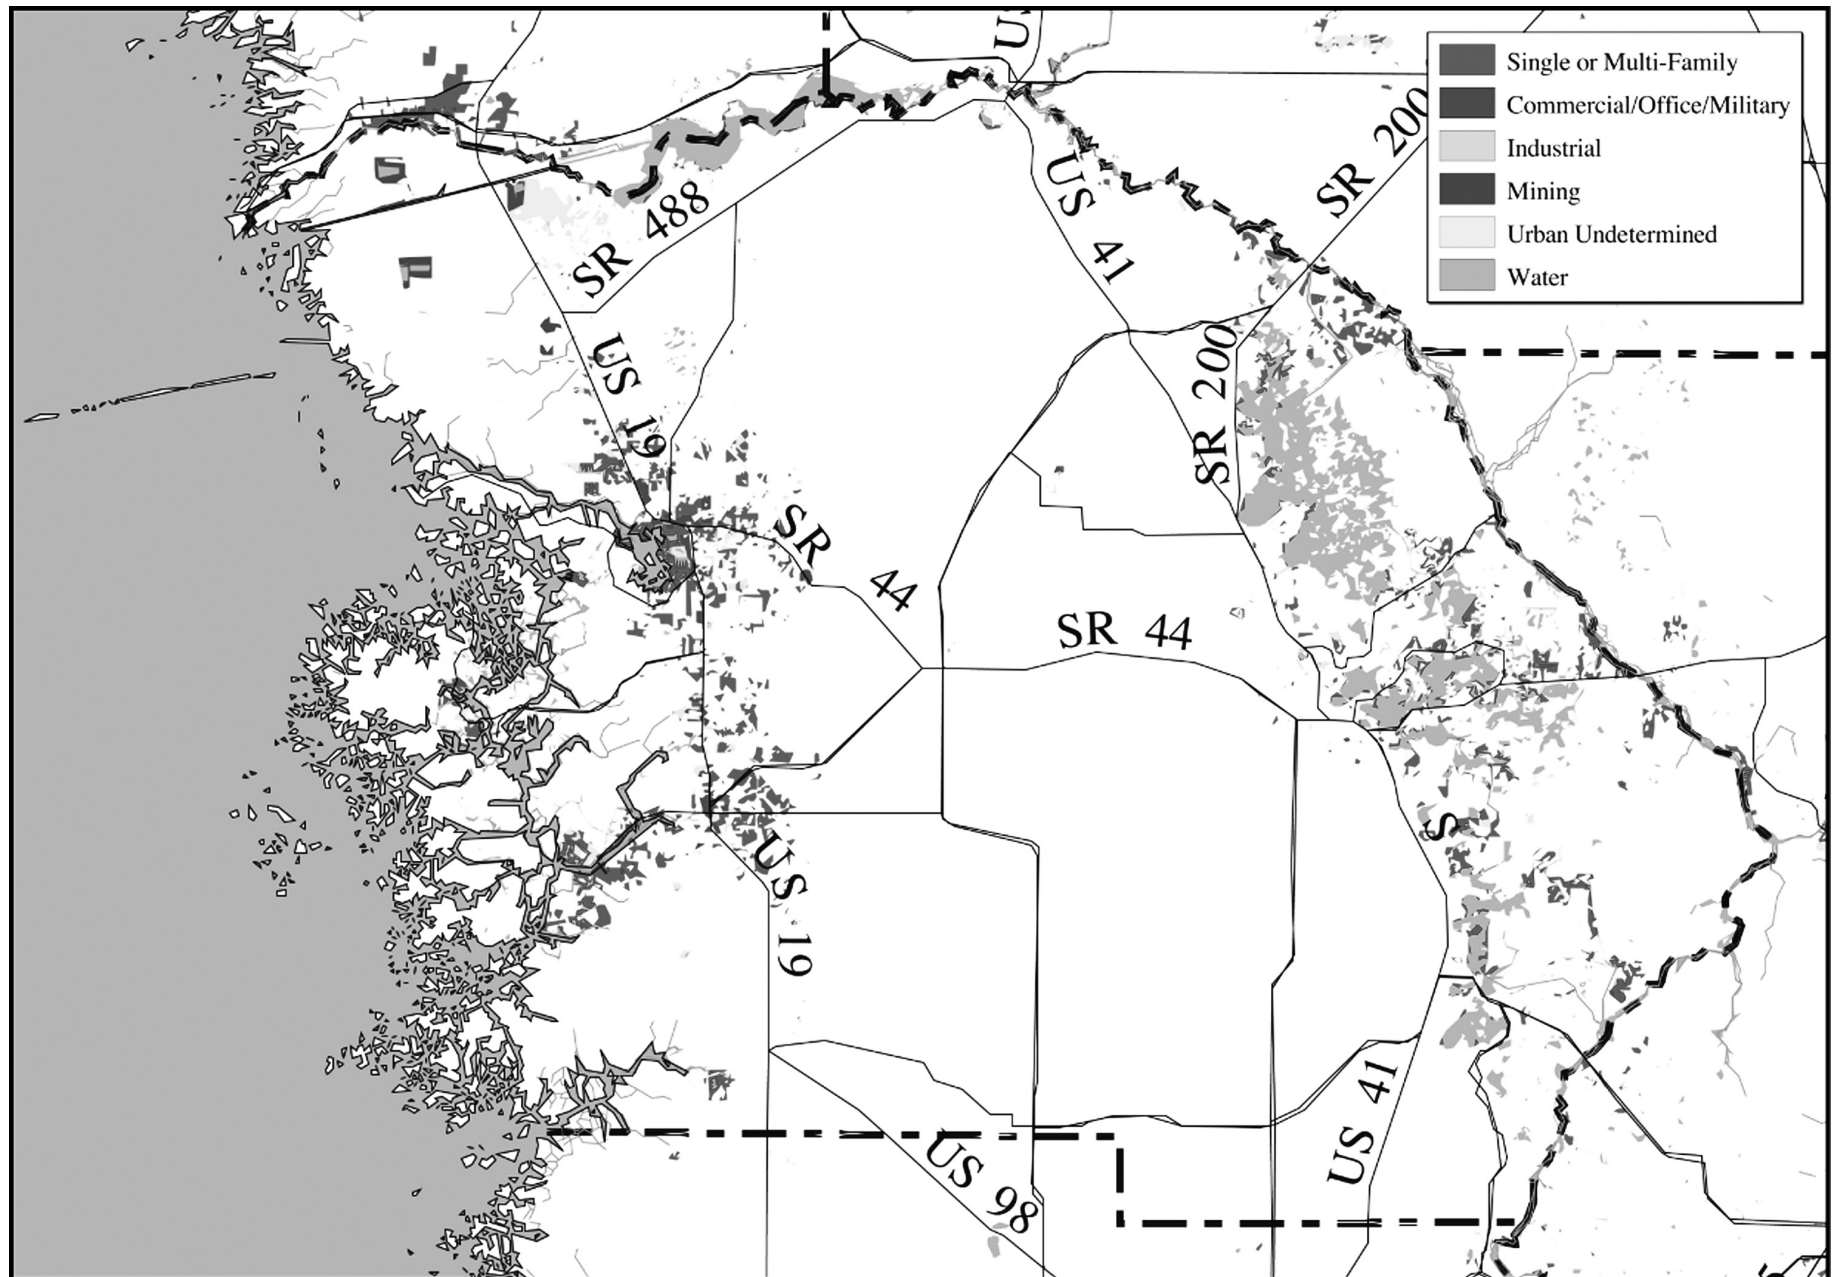 US
Single or Multi-Family
Commercial/Office/Military
Industrial
Mining
Urban Undetermined
Water
SR 200
US 41
SR 488
US 19
SR 200
SR 44
SR 44
S
US 19
US 41
US 98